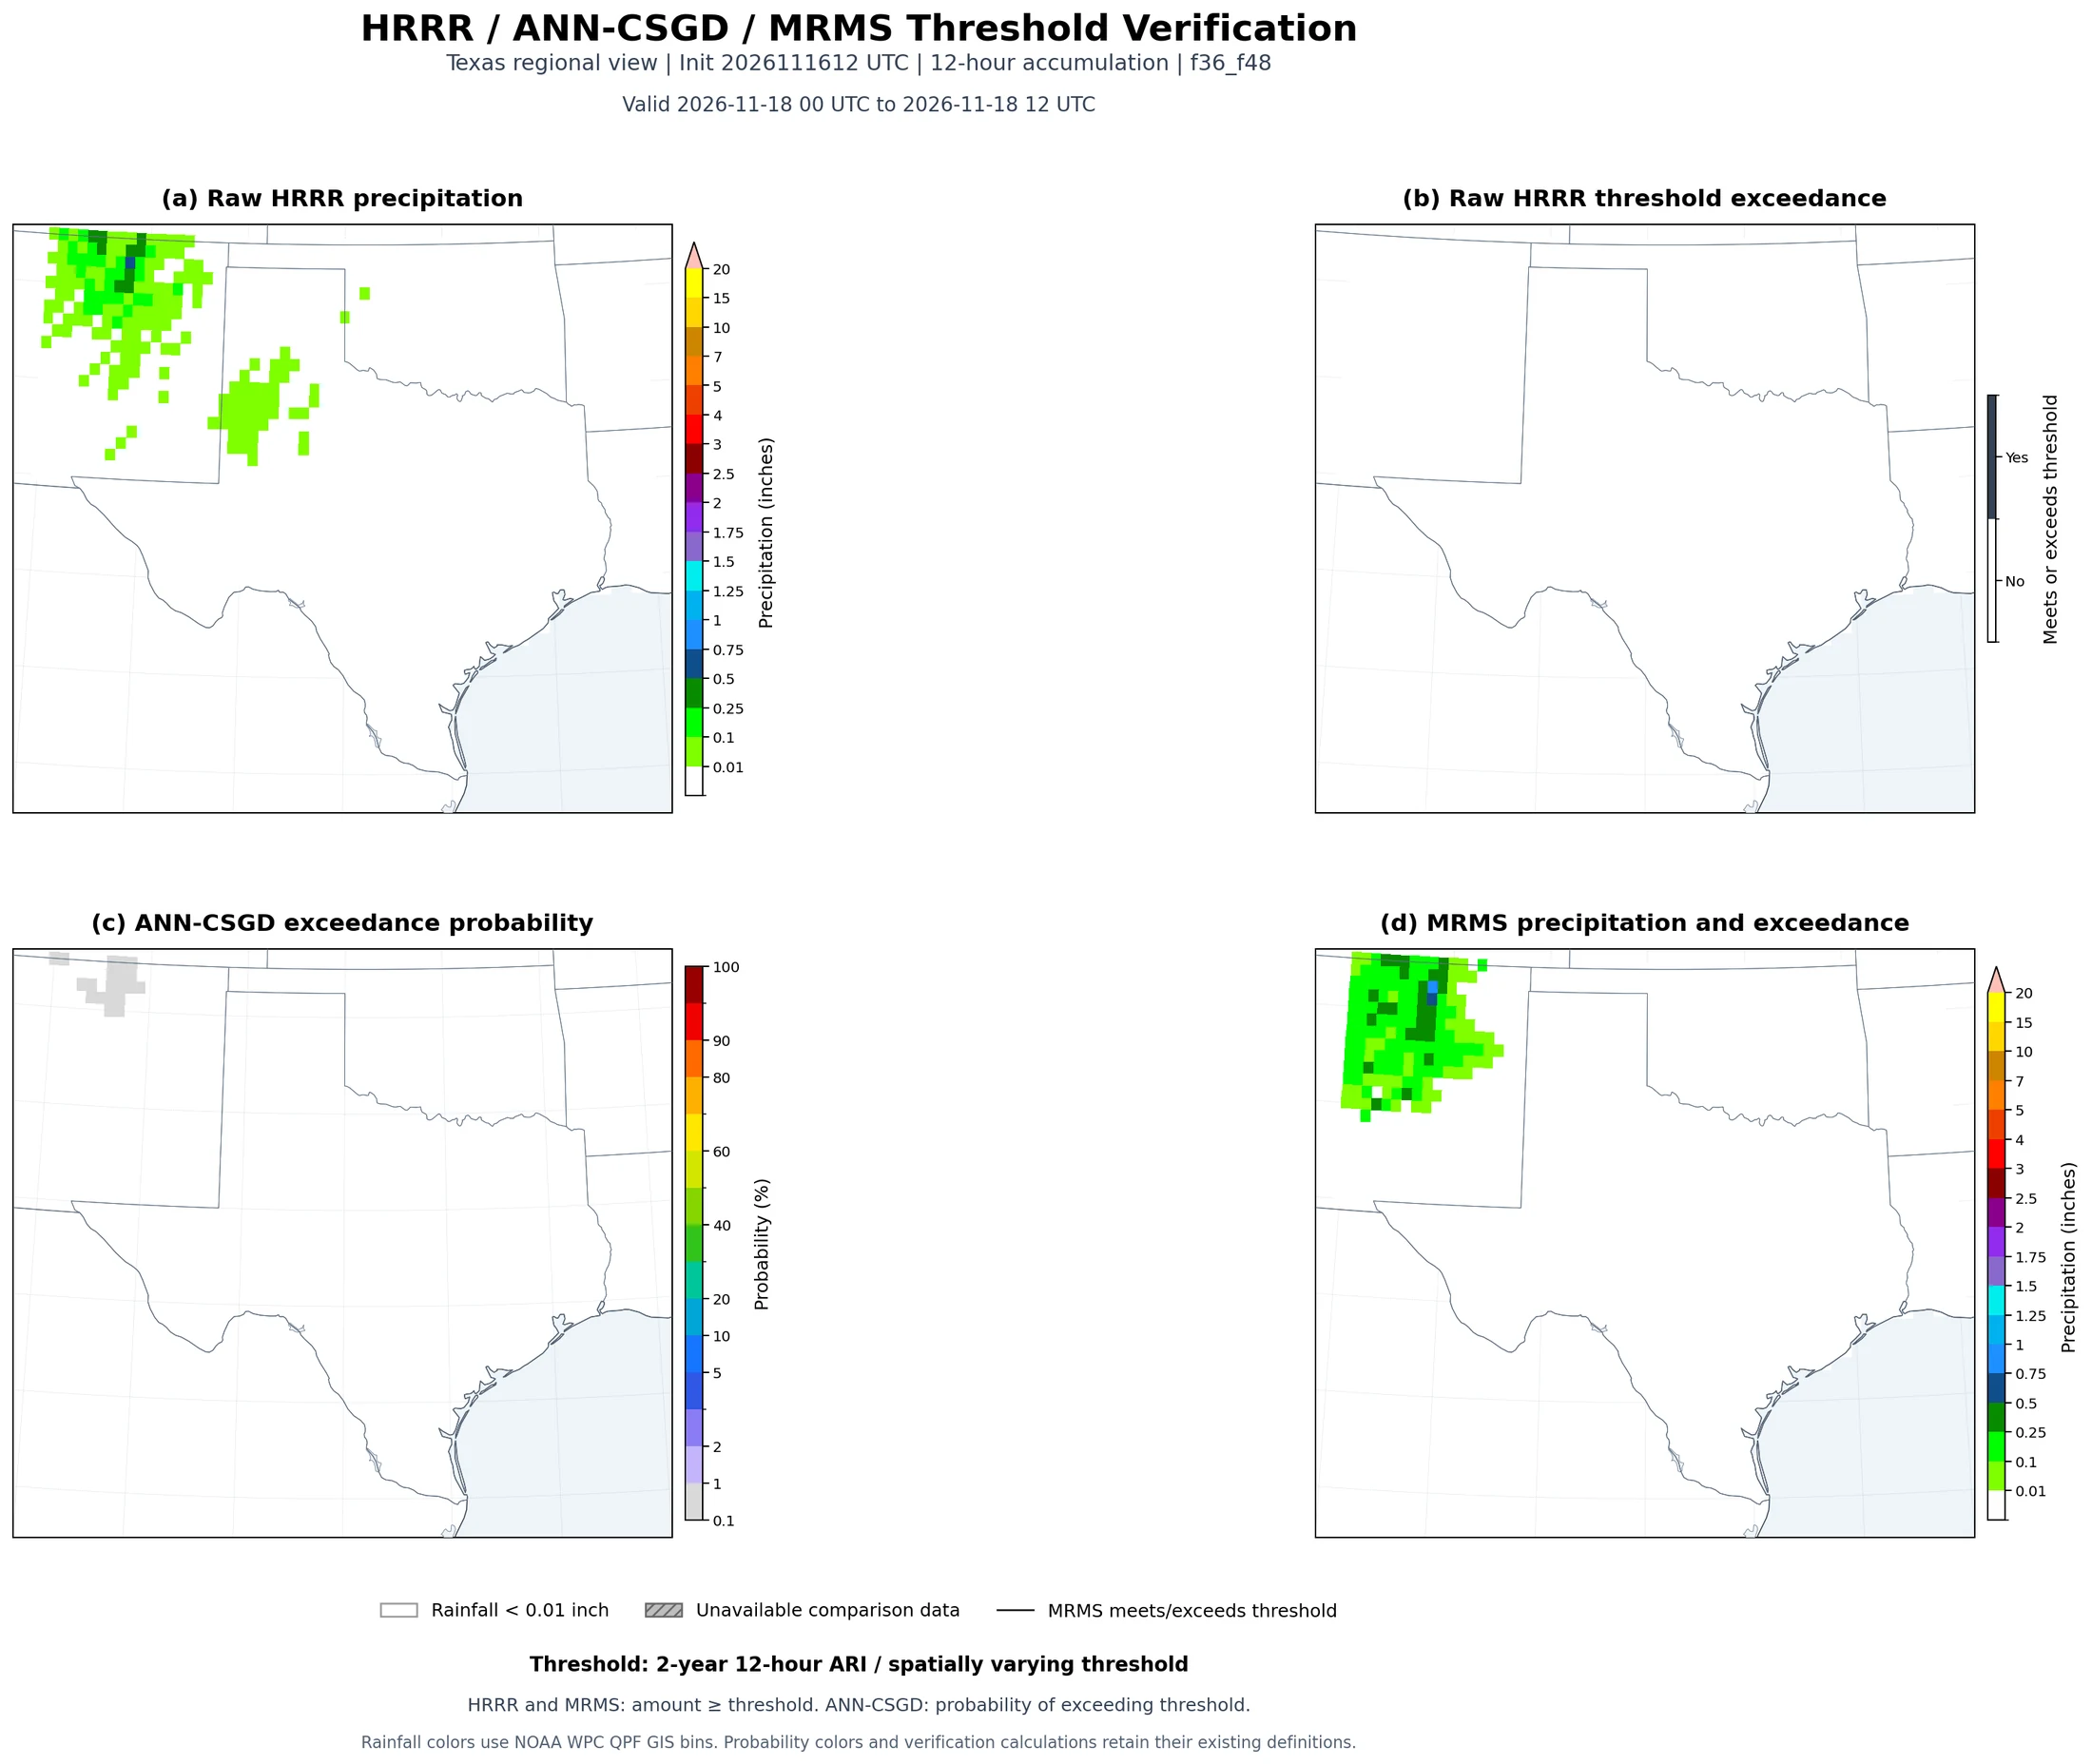 HRRR / ANN-CSGD / MRMS Threshold Verification
Texas regional view | Init 2026111612 UTC | 12-hour accumulation | f36_f48
Valid 2026-11-18 00 UTC to 2026-11-18 12 UTC
(a) Raw HRRR precipitation
20
15
10
7
5
4
3
2.5
2
1.75
1.5
1.25
1
0.75
0.5
0.25
0.1
0.01
Precipitation (inches)
(b) Raw HRRR threshold exceedance
Yes
No
Meets or exceeds threshold
(c) ANN-CSGD exceedance probability
100
90
80
60
40
20
10
5
2
1
0.1
Probability (%)
(d) MRMS precipitation and exceedance
20
15
10
7
5
4
3
2.5
2
1.75
1.5
1.25
1
0.75
0.5
0.25
0.1
0.01
Precipitation (inches)
Rainfall < 0.01 inch
Unavailable comparison data
MRMS meets/exceeds threshold
Threshold: 2-year 12-hour ARI / spatially varying threshold
HRRR and MRMS: amount ≥ threshold. ANN-CSGD: probability of exceeding threshold.
Rainfall colors use NOAA WPC QPF GIS bins. Probability colors and verification calculations retain their existing definitions.